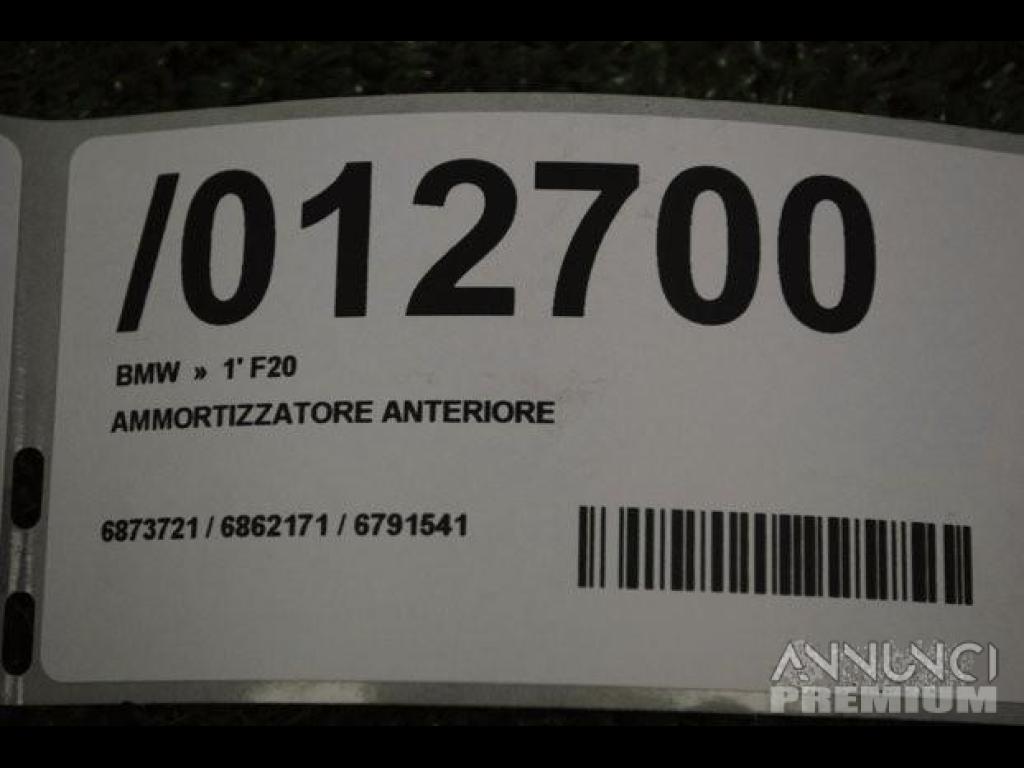 /012700
BMW » 1' F20
AMMORTIZZATORE ANTERIORE
6873721 / 6862171 / 6791541
ANNUNCI
PREMIUM